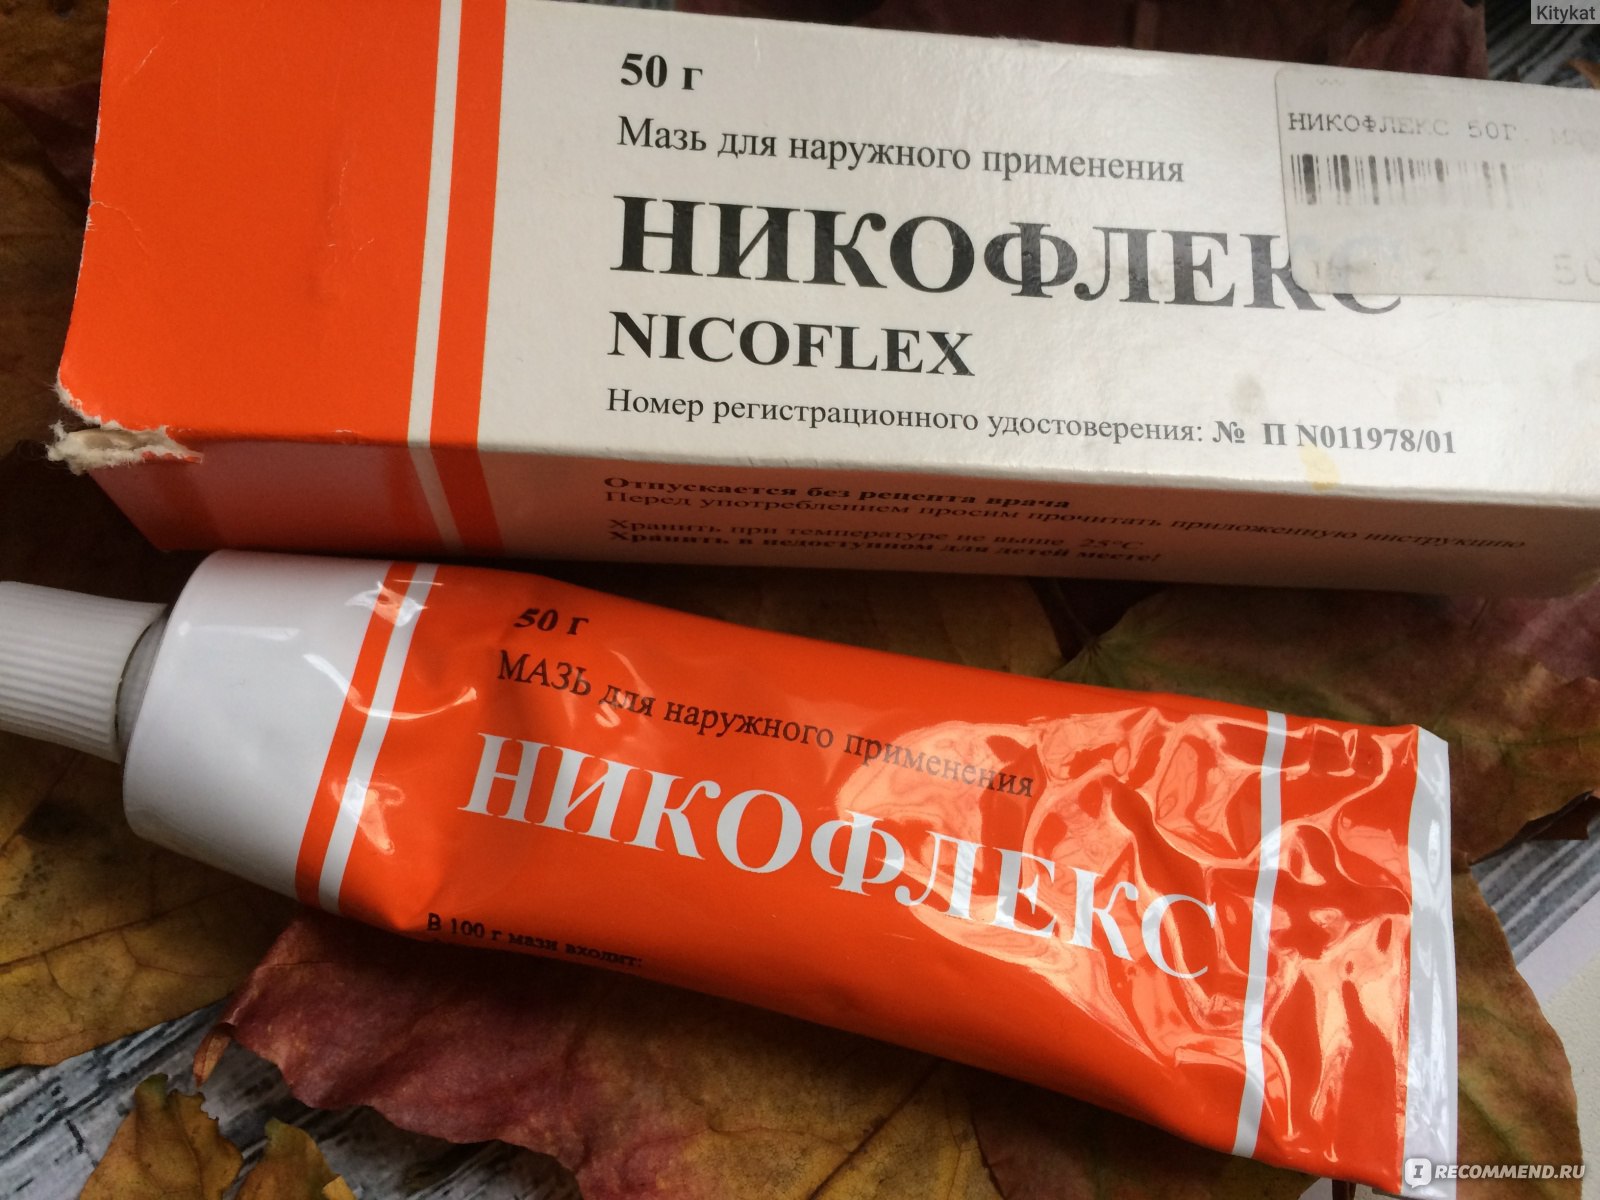 Kitykat
50 г
Мазь для наружного применения
НИКОФЛЕКС 50Г.
НИКОФЛЕКС
NICOFLEX
Номер регистрационного удостоверения: № П N011978/01
Отпускается без рецепта врача
Перед употреблением просим прочитать приложенную инструкцию
Хранить при температуре не выше 25°C
Хранить в недоступном для детей месте!
50 г
МАЗЬ для наружного применения
НИКОФЛЕКС
В 100 г мази входит:
IRECOMMEND.RU